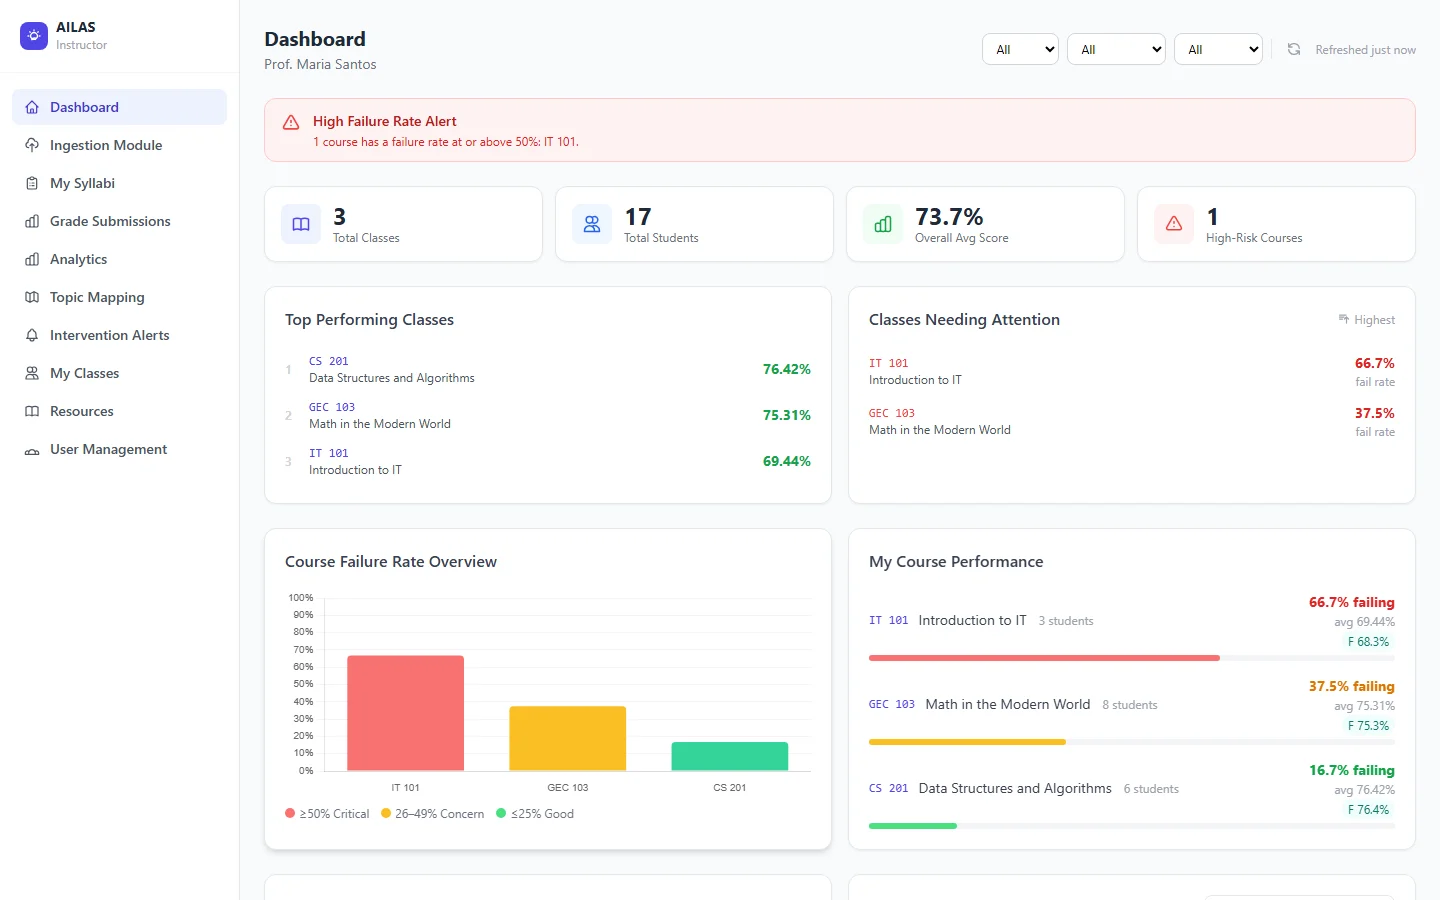 AILAS
Instructor
Dashboard
Ingestion Module
My Syllabi
Grade Submissions
Analytics
Topic Mapping
Intervention Alerts
My Classes
Resources
User Management
Dashboard
Prof. Maria Santos
All
All
All
Refreshed just now
High Failure Rate Alert
1 course has a failure rate at or above 50%: IT 101.
3
Total Classes
17
Total Students
73.7%
Overall Avg Score
1
High-Risk Courses
Top Performing Classes
1
CS 201
Data Structures and Algorithms
76.42%
2
GEC 103
Math in the Modern World
75.31%
3
IT 101
Introduction to IT
69.44%
Classes Needing Attention
Highest
IT 101
Introduction to IT
66.7%
fail rate
GEC 103
Math in the Modern World
37.5%
fail rate
Course Failure Rate Overview
100%
90%
80%
70%
60%
50%
40%
30%
20%
10%
0%
IT 101
GEC 103
CS 201
≥50% Critical
26–49% Concern
≤25% Good
My Course Performance
IT 101 Introduction to IT 3 students
66.7% failing
avg 69.44%
F 68.3%
GEC 103 Math in the Modern World 8 students
37.5% failing
avg 75.31%
F 75.3%
CS 201 Data Structures and Algorithms 6 students
16.7% failing
avg 76.42%
F 76.4%